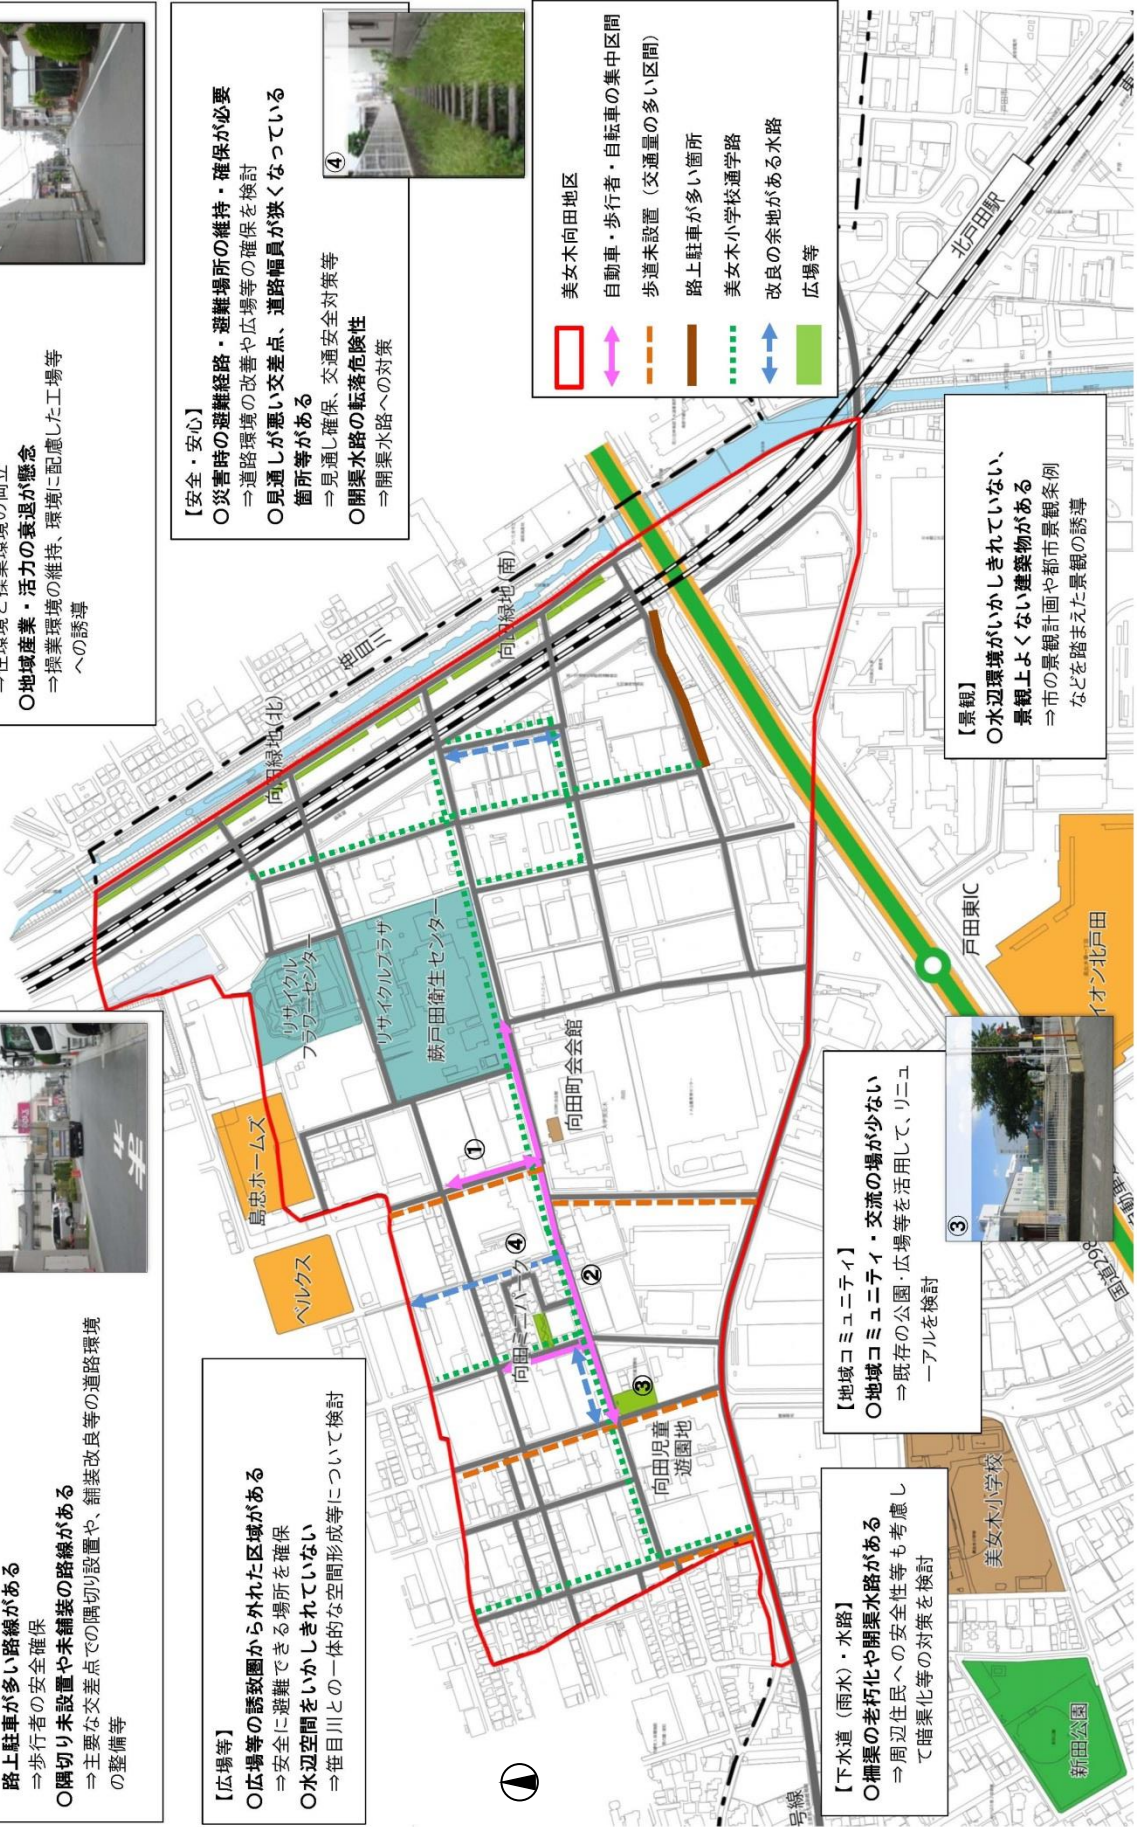 路上駐車が多い路線がある
⇒歩行者の安全確保
〇隅切り未設置や未舗装の路線がある
⇒主要な交差点での隅切り設置や、舗装改良等の道路環境
の整備等
〇地域産業・活力の衰退が懸念
⇒操業環境の維持、環境に配慮した工場等
への誘導
【安全・安心】
〇災害時の避難経路・避難場所の維持・確保が必要
⇒道路環境の改善や広場等の確保を検討
〇見通しが悪い交差点、道路幅員が狭くなっている
箇所等がある
⇒見通し確保、交通安全対策等
〇開渠水路の転落危険性
⇒開渠水路への対策
④
【広場等】
〇広場等の誘致圏から外れた区域がある
⇒安全に避難できる場所を確保
〇水辺空間をいかしきれていない
⇒笹目川との一体的な空間形成等について検討
美女木向田地区
自動車・歩行者・自転車の集中区間
歩道未設置（交通量の多い区間）
路上駐車が多い箇所
美女木小学校通学路
改良の余地がある水路
広場等
ベルクス
島忠ホームズ
リサイクル
フラワーセンター
リサイクルプラザ
蕨戸田衛生センター
向田緑地(北)
笹目川
向田緑地(南)
北戸田駅
①
向田町会会館
向田ミニパーク
④
②
③
向田児童
遊園地
戸田東IC
イオン北戸田
国道298
自動車
美女木小学校
新田公園
号線
【下水道（雨水）・水路】
〇柵渠の老朽化や開渠水路がある
⇒周辺住民への安全性等も考慮し
て暗渠化等の対策を検討
【地域コミュニティ】
〇地域コミュニティ・交流の場が少ない
⇒既存の公園・広場等を活用して、リニュ
ーアルを検討
③
【景観】
〇水辺環境がいかしきれていない、
景観上よくない建築物がある
⇒市の景観計画や都市景観条例
などを踏まえた景観の誘導